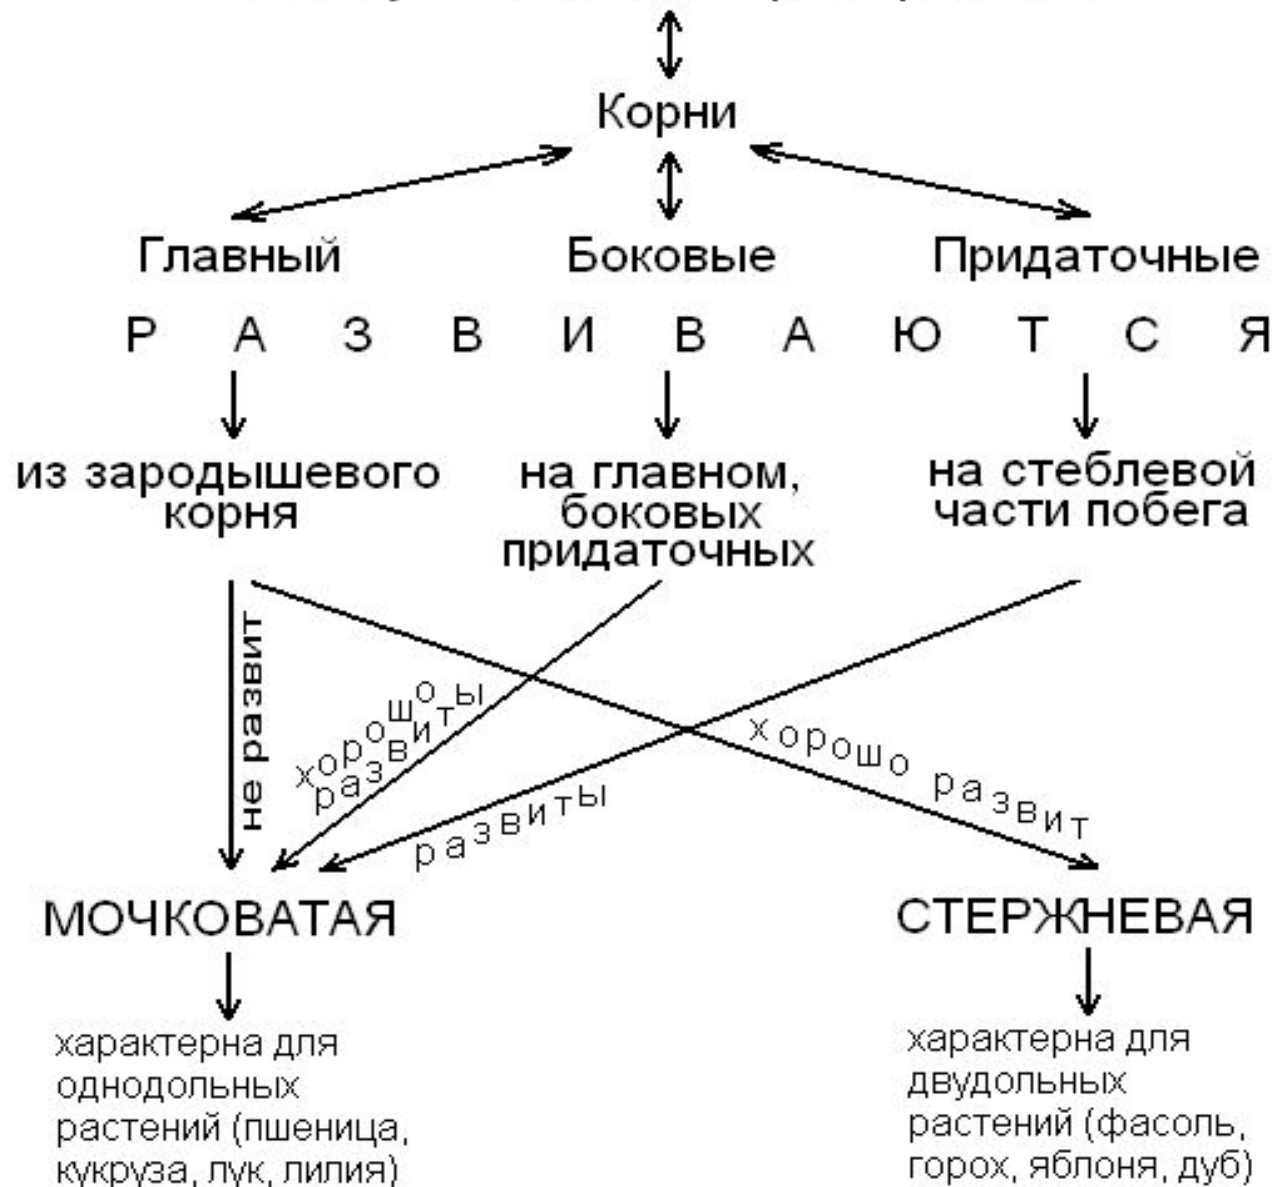 Корни
Главный Боковые Придаточные
Р А З В И В А Ю Т С Я
из зародышевого
корня
на главном,
боковых
придаточных
на стеблевой
части побега
не развит
хорошо
развиты
развиты
хорошо развит
МОЧКОВАТАЯ
СТЕРЖНЕВАЯ
характерна для
однодольных
растений (пшеница,
кукруза, лук, лилия)
характерна для
двудольных
растений (фасоль,
горох, яблоня, дуб)